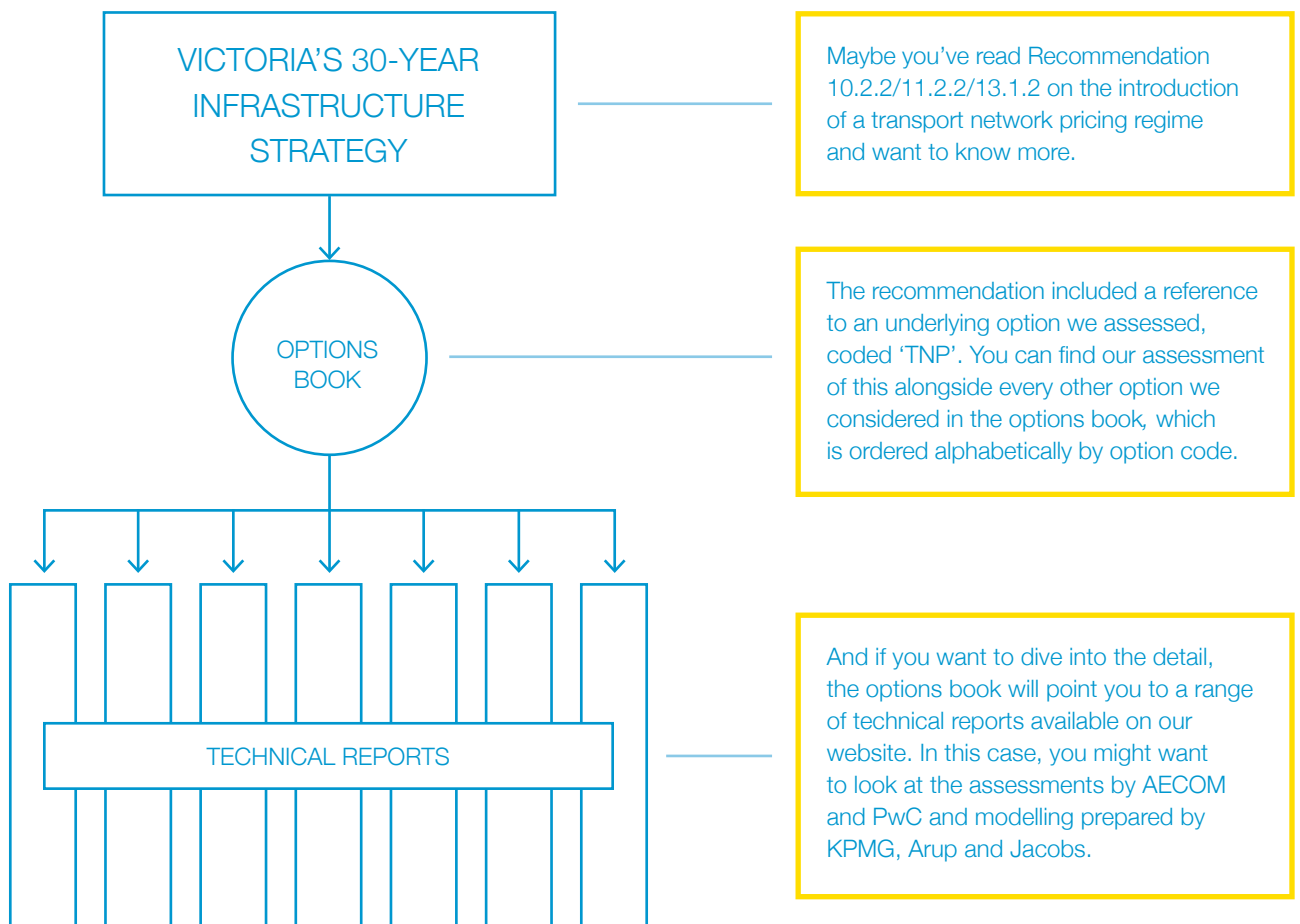 VICTORIA'S 30-YEAR
INFRASTRUCTURE
STRATEGY
Maybe you've read Recommendation
10.2.2/11.2.2/13.1.2 on the introduction
of a transport network pricing regime
and want to know more.
OPTIONS
BOOK
The recommendation included a reference
to an underlying option we assessed,
coded 'TNP'. You can find our assessment
of this alongside every other option we
considered in the options book, which
is ordered alphabetically by option code.
TECHNICAL REPORTS
And if you want to dive into the detail,
the options book will point you to a range
of technical reports available on our
website. In this case, you might want
to look at the assessments by AECOM
and PwC and modelling prepared by
KPMG, Arup and Jacobs.